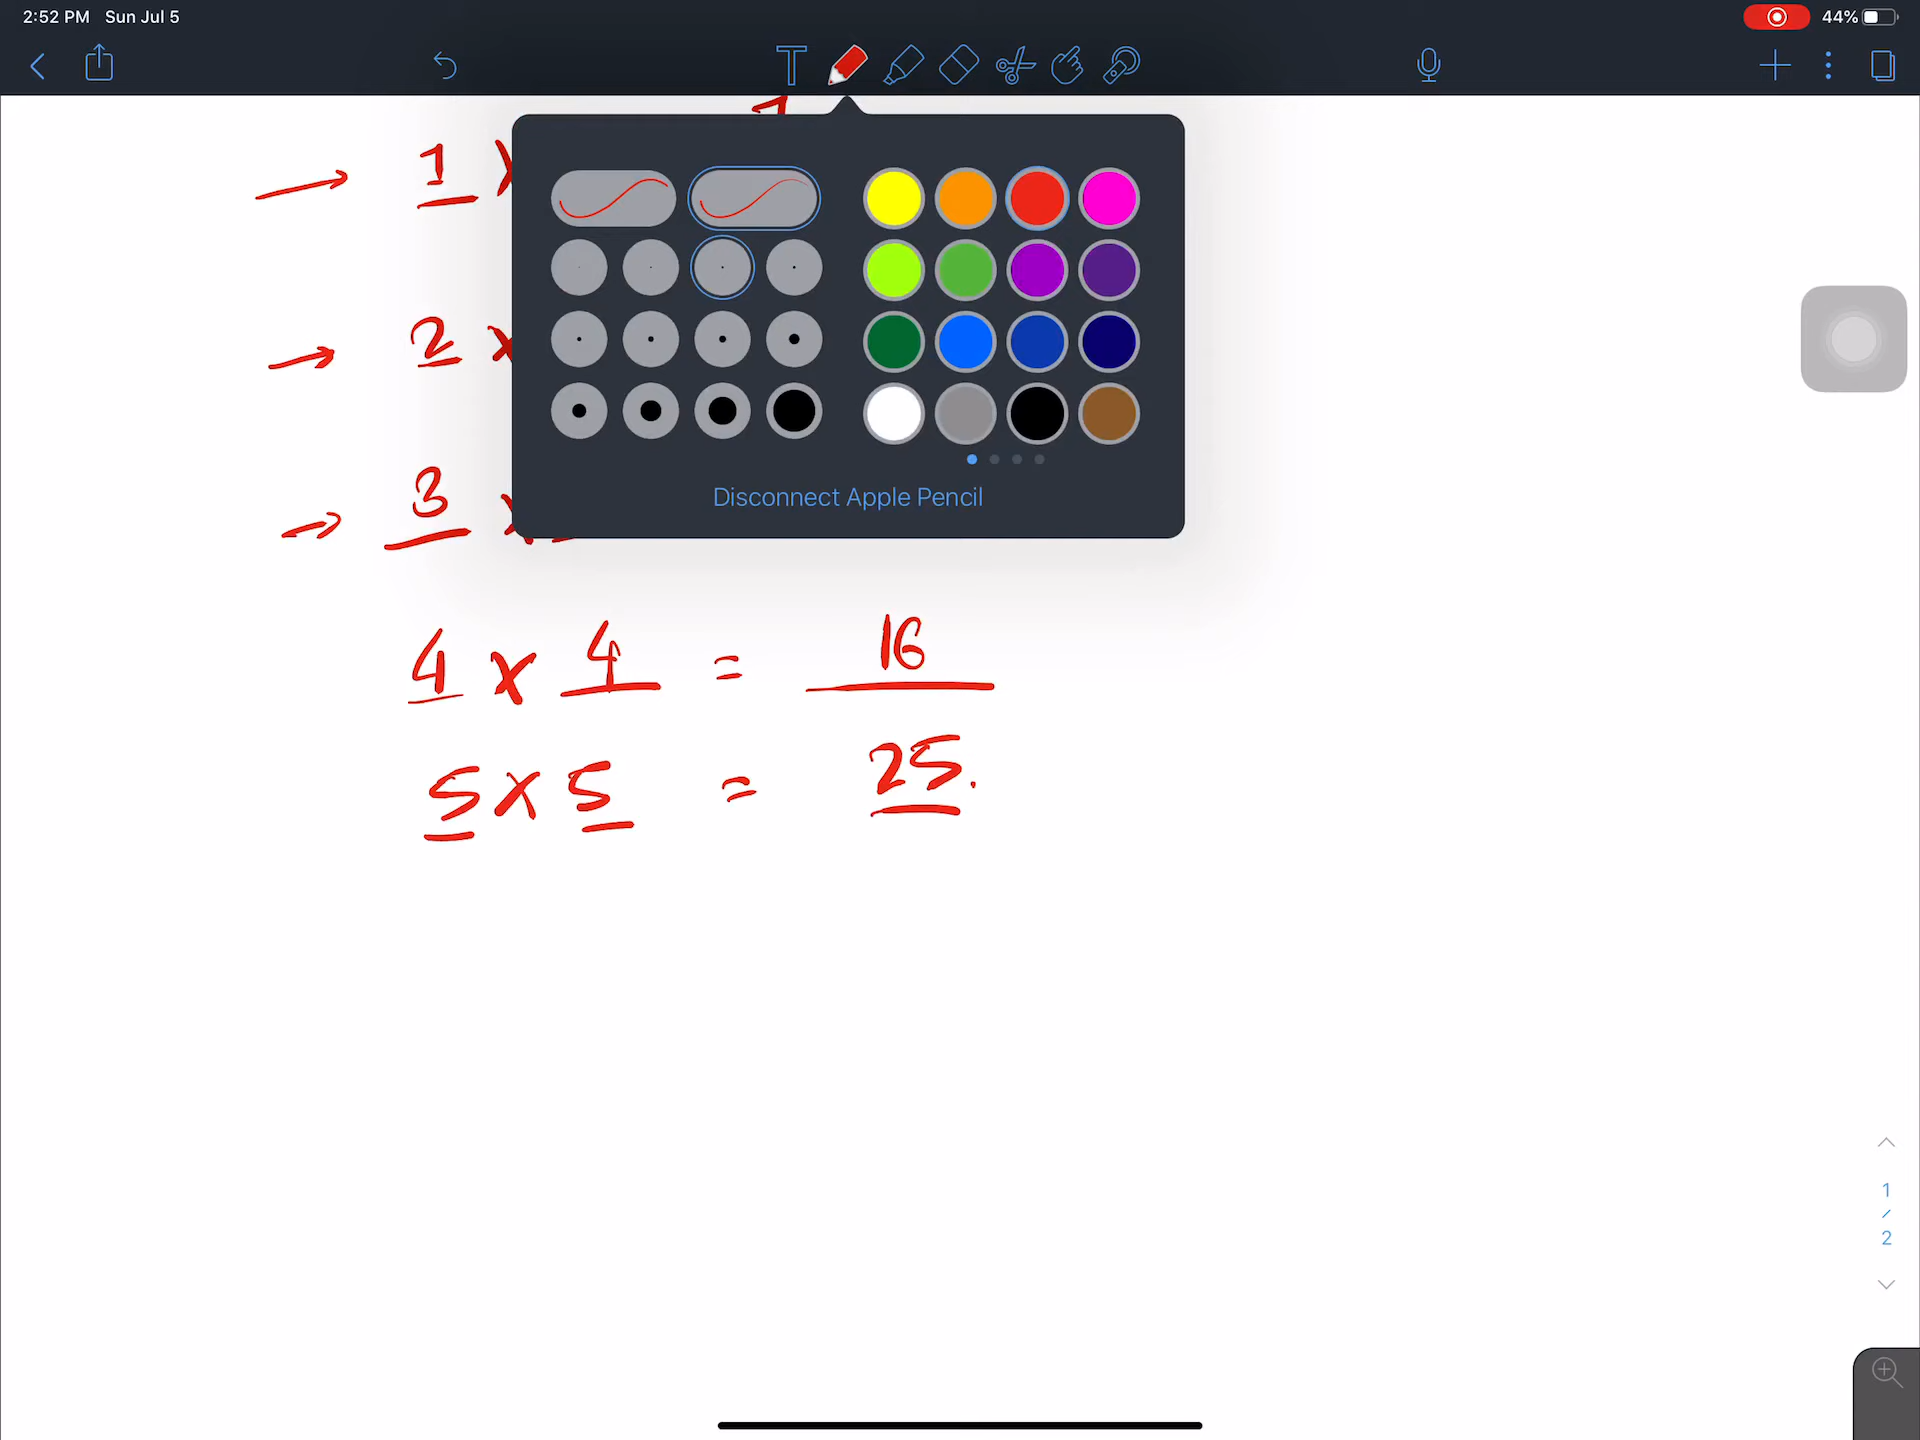 2:52 PM Sun Jul 5
44%
T
→ 1 X
→ 2 x
→ 3
Disconnect Apple Pencil
4 x 4 = 16
5 x 5 = 25.
1
/
2